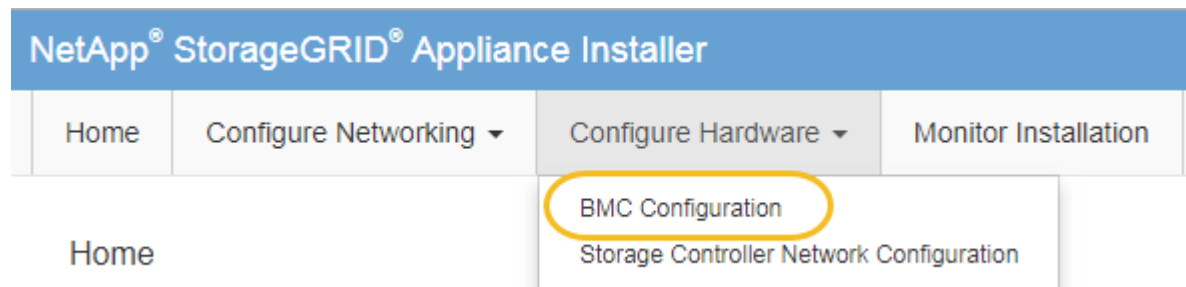 NetApp® StorageGRID® Appliance Installer
Home Configure Networking Configure Hardware Monitor Installation
BMC Configuration
Home
Storage Controller Network Configuration